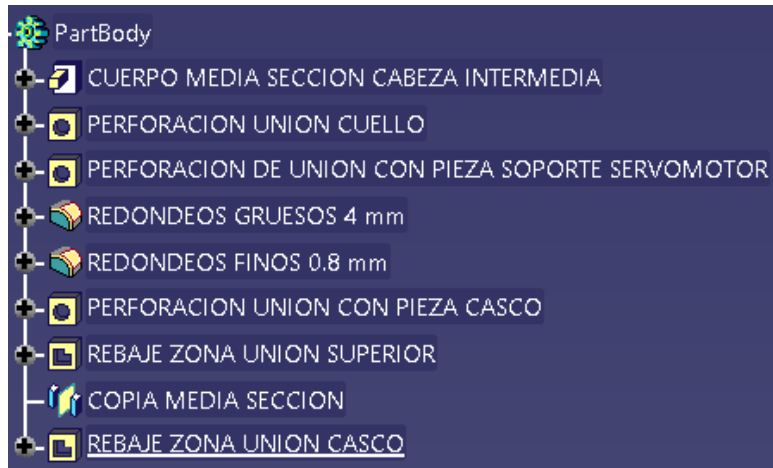 PartBody
CUERPO MEDIA SECCION CABEZA INTERMEDIA
PERFORACION UNION CUELLO
PERFORACION DE UNION CON PIEZA SOPORTE SERVOMOTOR
REDONDEOS GRUESOS 4 mm
REDONDEOS FINOS 0.8 mm
PERFORACION UNION CON PIEZA CASCO
REBAJE ZONA UNION SUPERIOR
COPIA MEDIA SECCION
REBAJE ZONA UNION CASCO